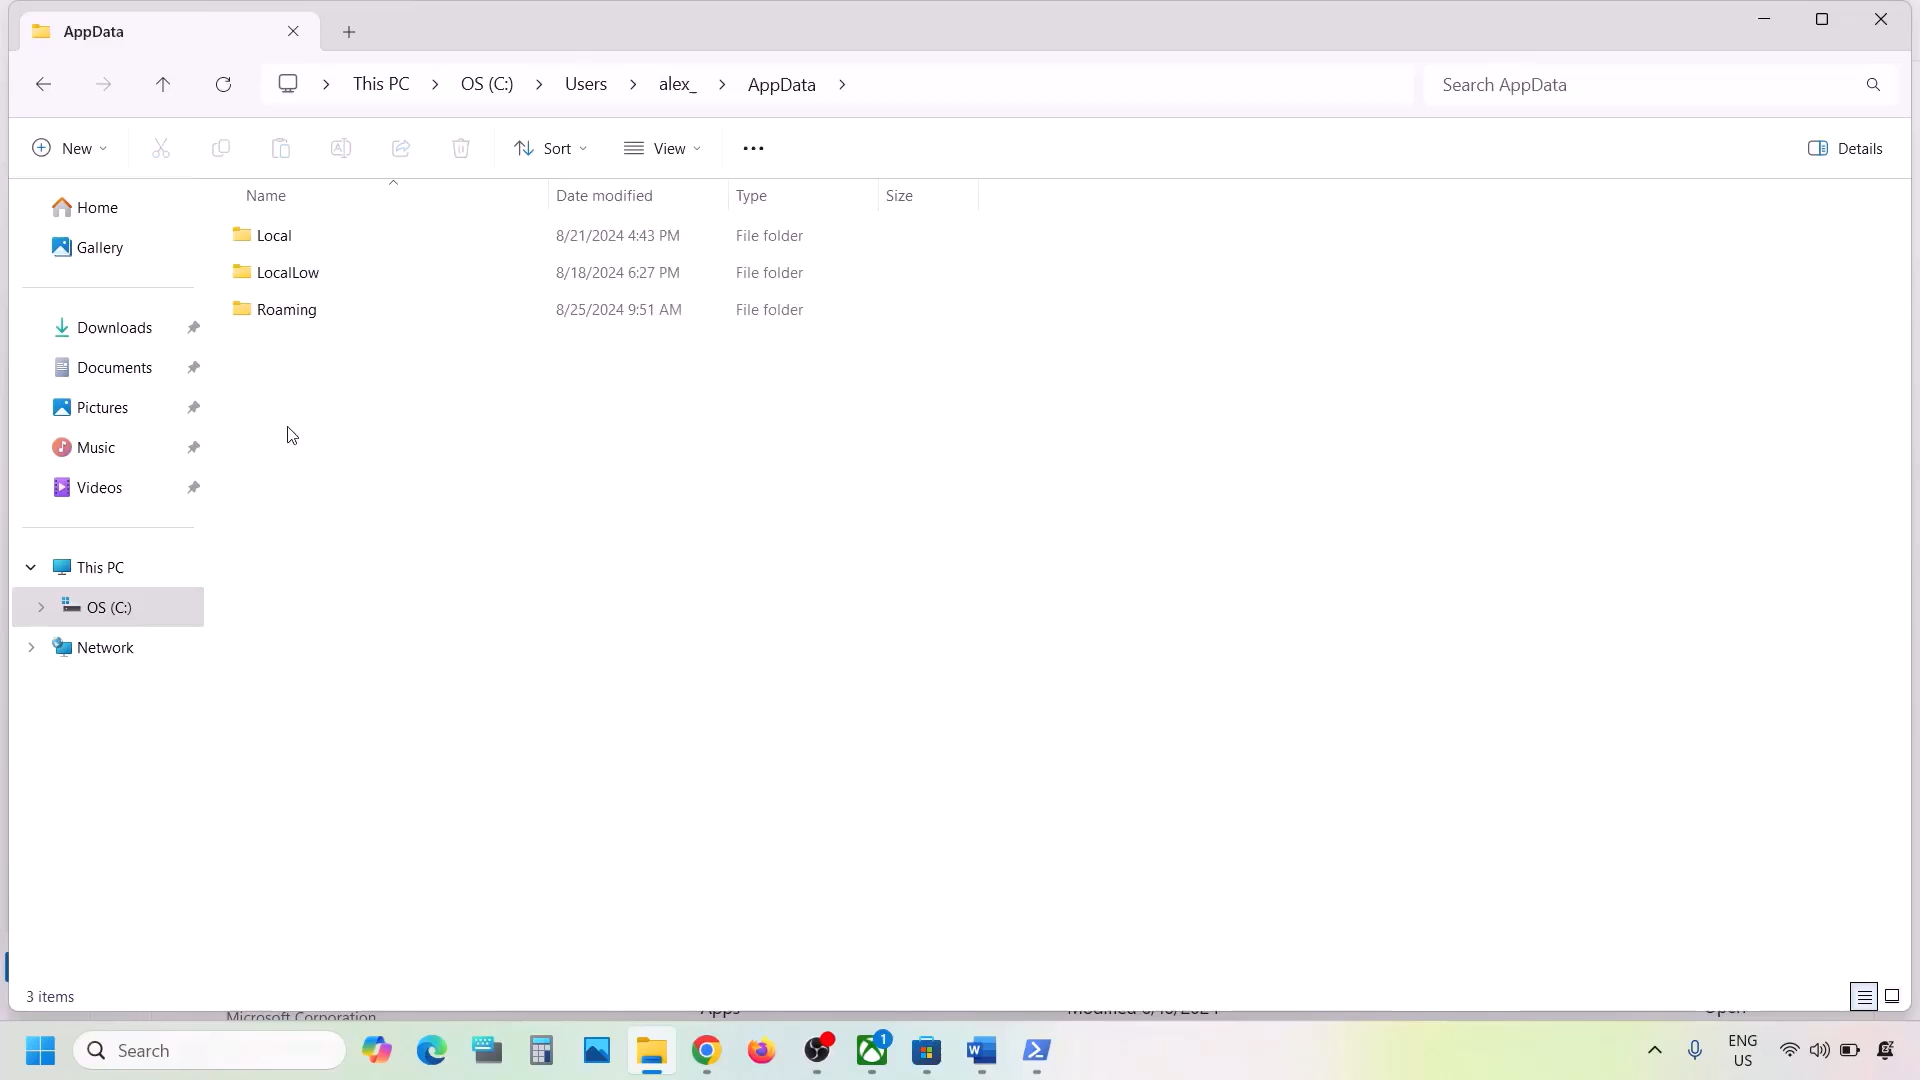 AppData
This PC > OS (C:) > Users > alex_ > AppData >
Search AppData
New
Sort
View
Details
Name
Date modified
Type
Size
Home
Gallery
Downloads
Documents
Pictures
Music
Videos
This PC
OS (C:)
Network
Local 8/21/2024 4:43 PM File folder
LocalLow 8/18/2024 6:27 PM File folder
Roaming 8/25/2024 9:51 AM File folder
3 items
Microsoft Corporation
Apps
Search
1
ENG
US